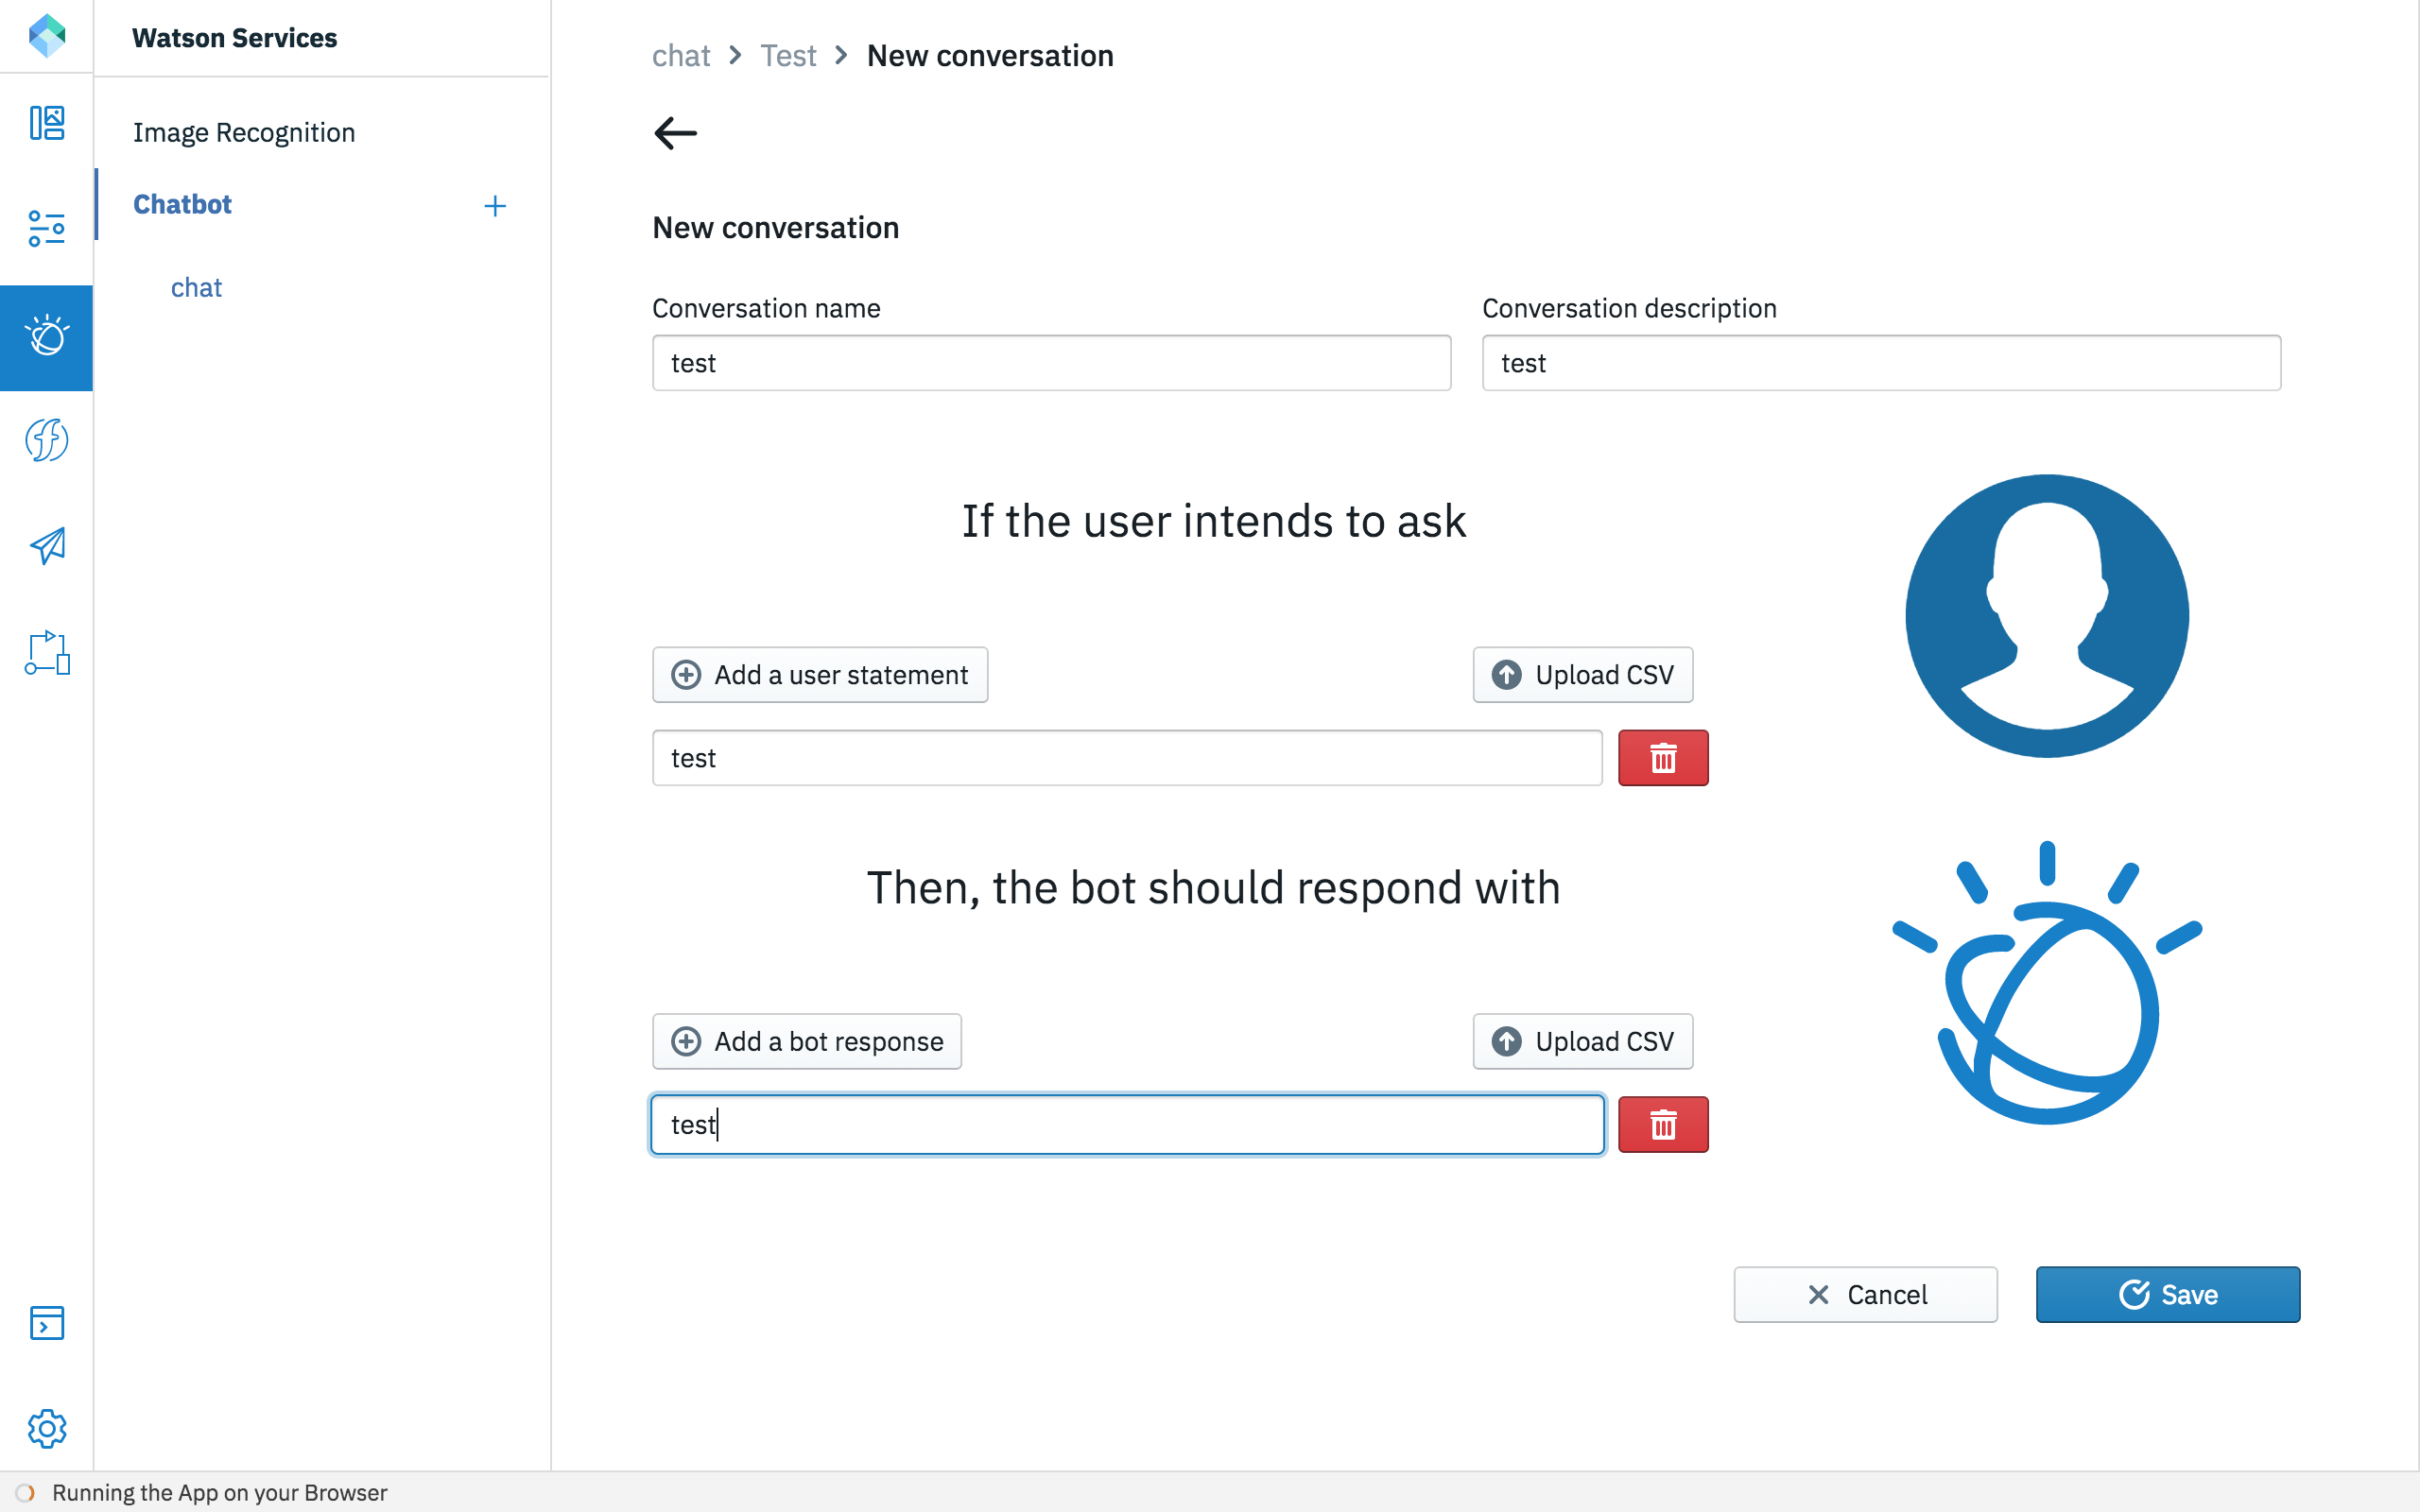 Watson Services
Image Recognition
Chatbot
chat
chat > Test > New conversation
New conversation
Conversation name
Conversation description
test
test
If the user intends to ask
Add a user statement
Upload CSV
test
Then, the bot should respond with
Add a bot response
Upload CSV
test
Cancel
Save
Running the App on your Browser